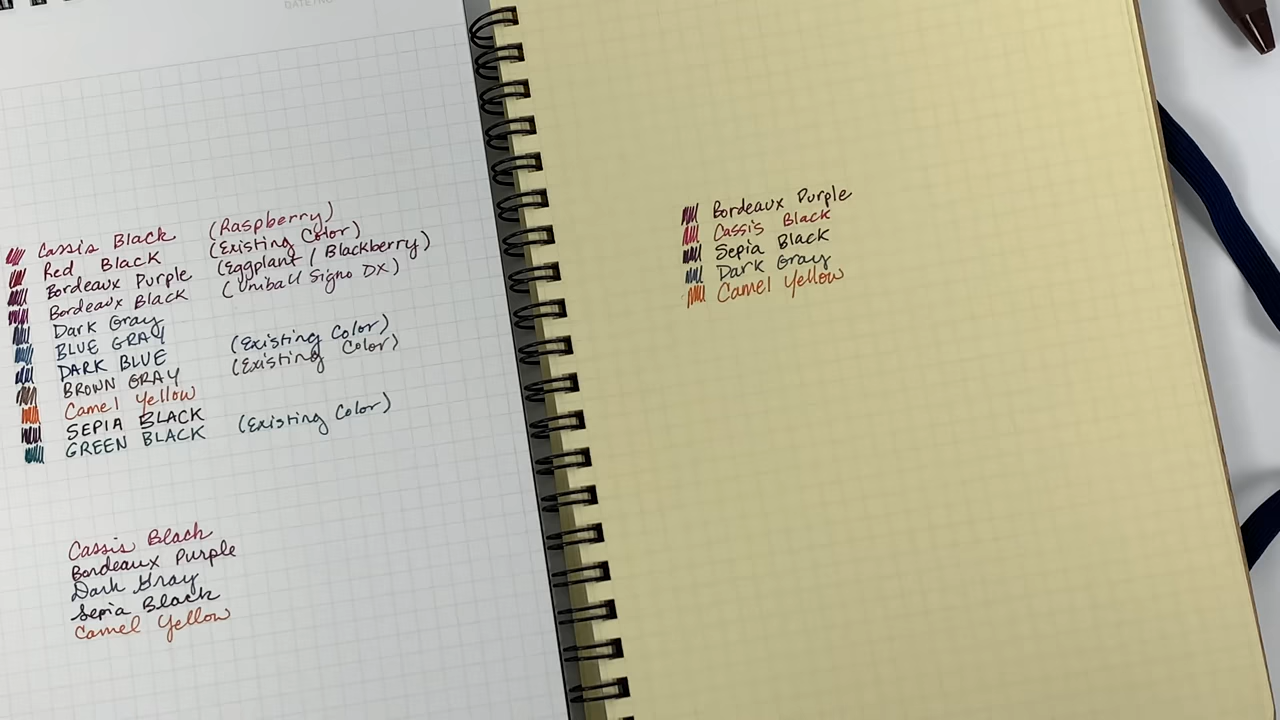 DATE/NO
Cassis Black (Raspberry)
Red Black (Existing Color)
Bordeaux Purple (Eggplant / Blackberry)
Bordeaux Black (Uniball Signo DX)
Dark Gray
BLUE GRAY
DARK BLUE (Existing Color)
BROWN GRAY (Existing Color)
Camel Yellow
SEPIA BLACK
GREEN BLACK (Existing Color)
Cassis Black
Bordeaux Purple
Dark Gray
Sepia Black
Camel Yellow
Bordeaux Purple
Cassis Black
Sepia Black
Dark Gray
Camel Yellow